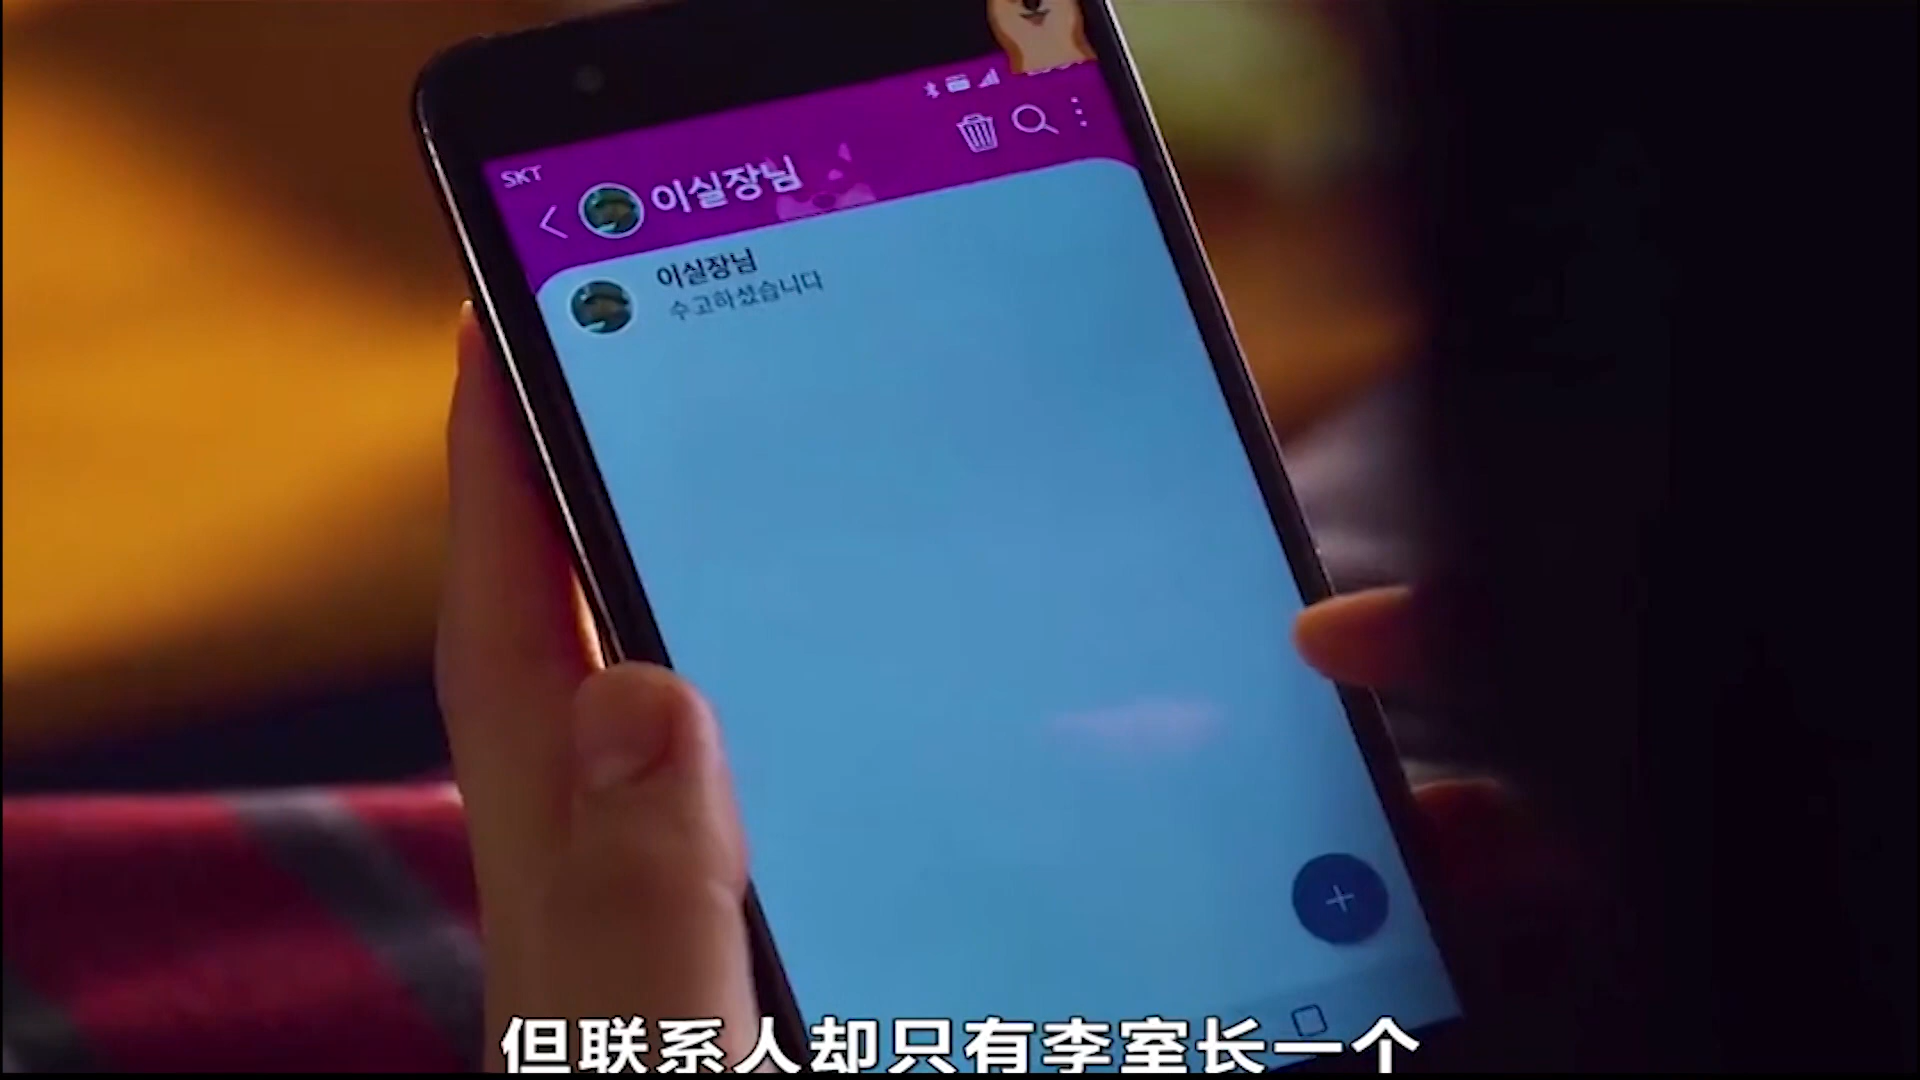 SKT
이실장님
이실장님
수고하셨습니다
但联系人却只有李室长一个